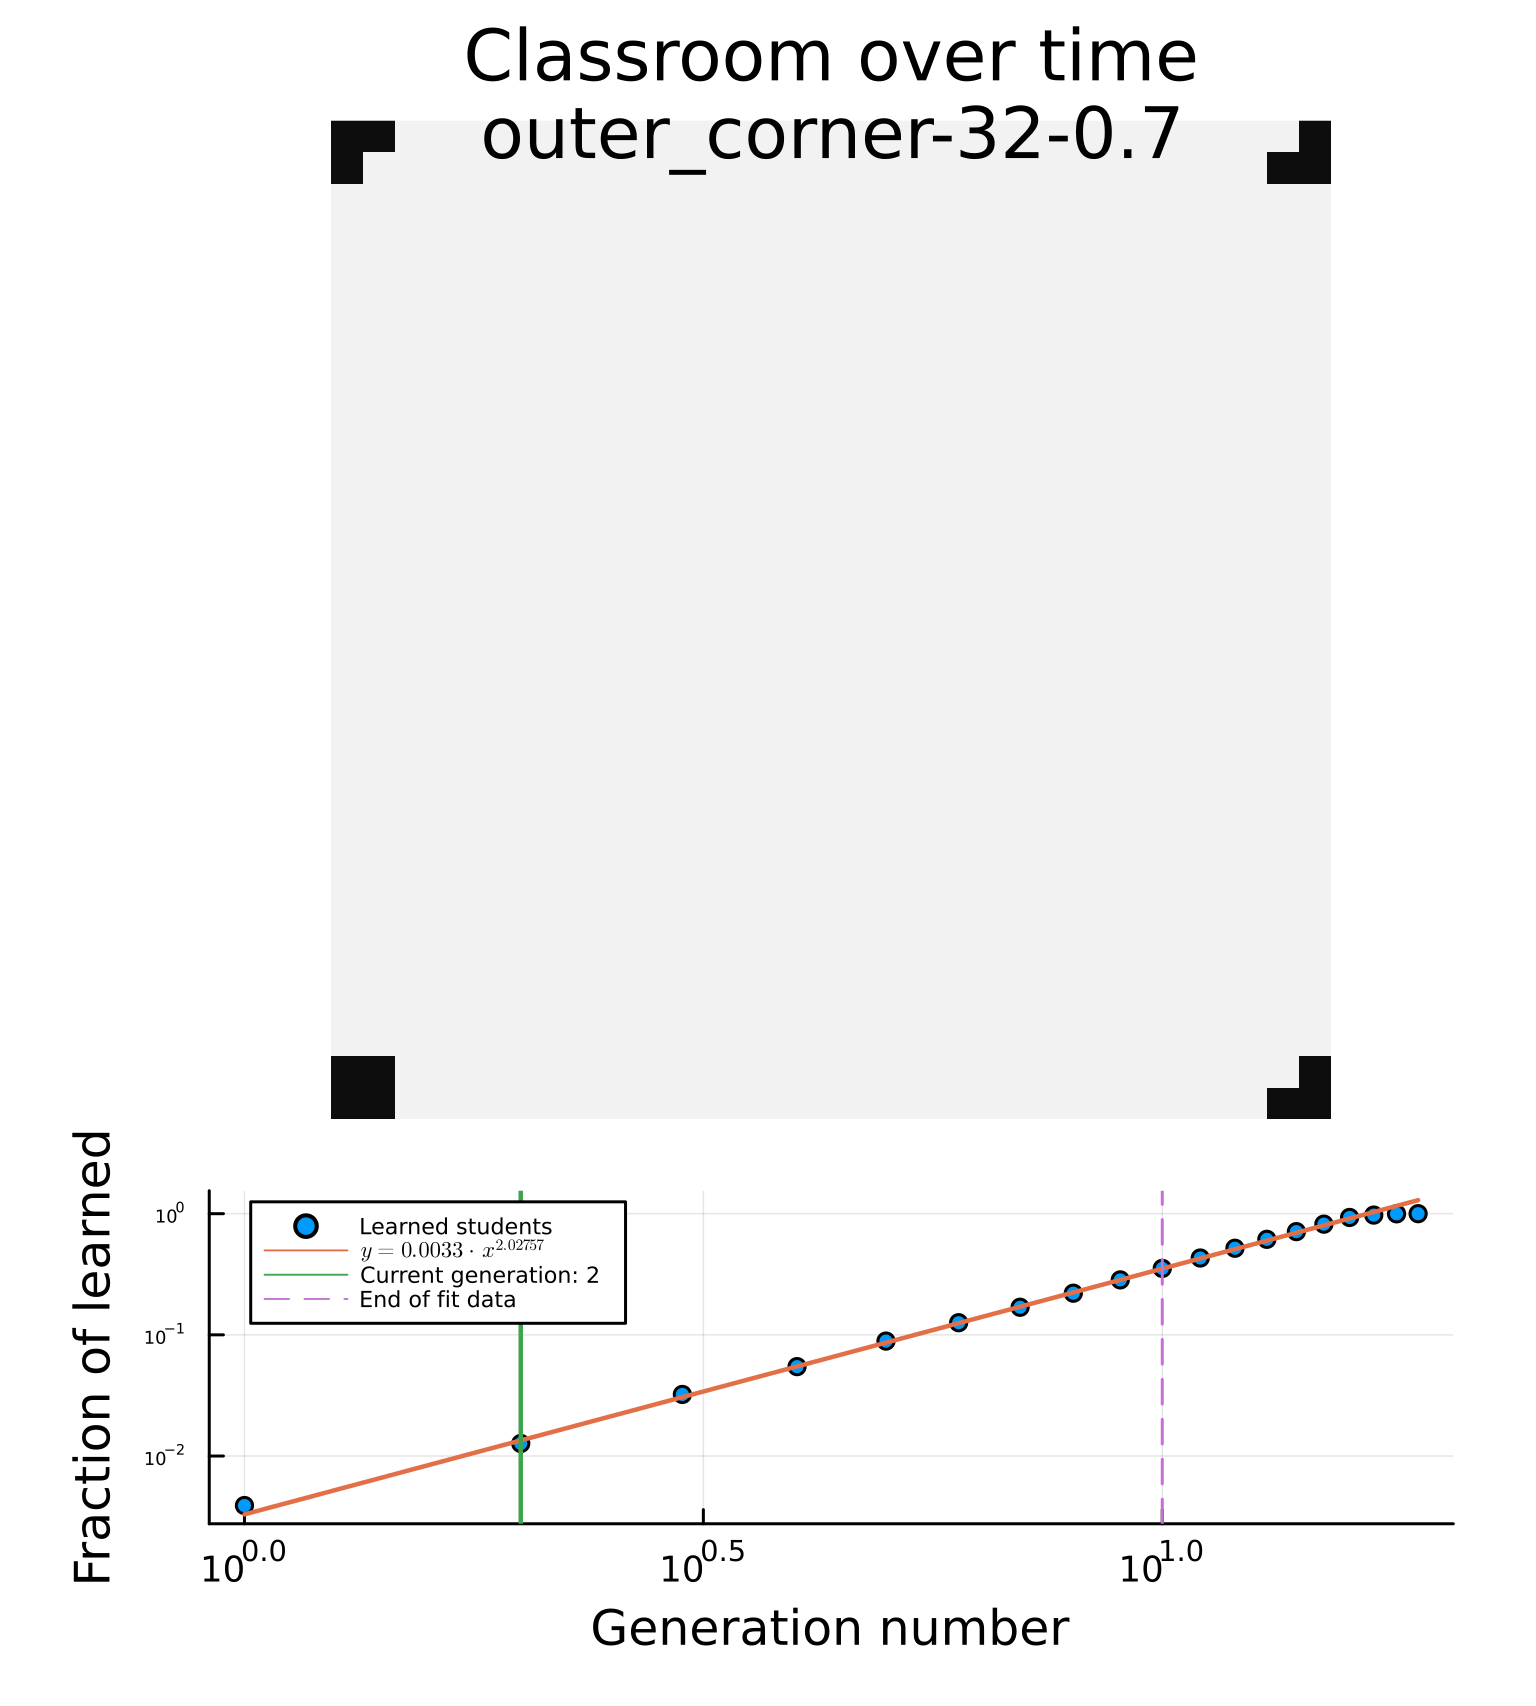 Classroom over time
outer_corner-32-0.7
Fraction of learned
10⁰
10⁻¹
10⁻²
Learned students
y = 0.0033 · x^{2.02757}
Current generation: 2
End of fit data
10^{0.0}
10^{0.5}
10^{1.0}
Generation number